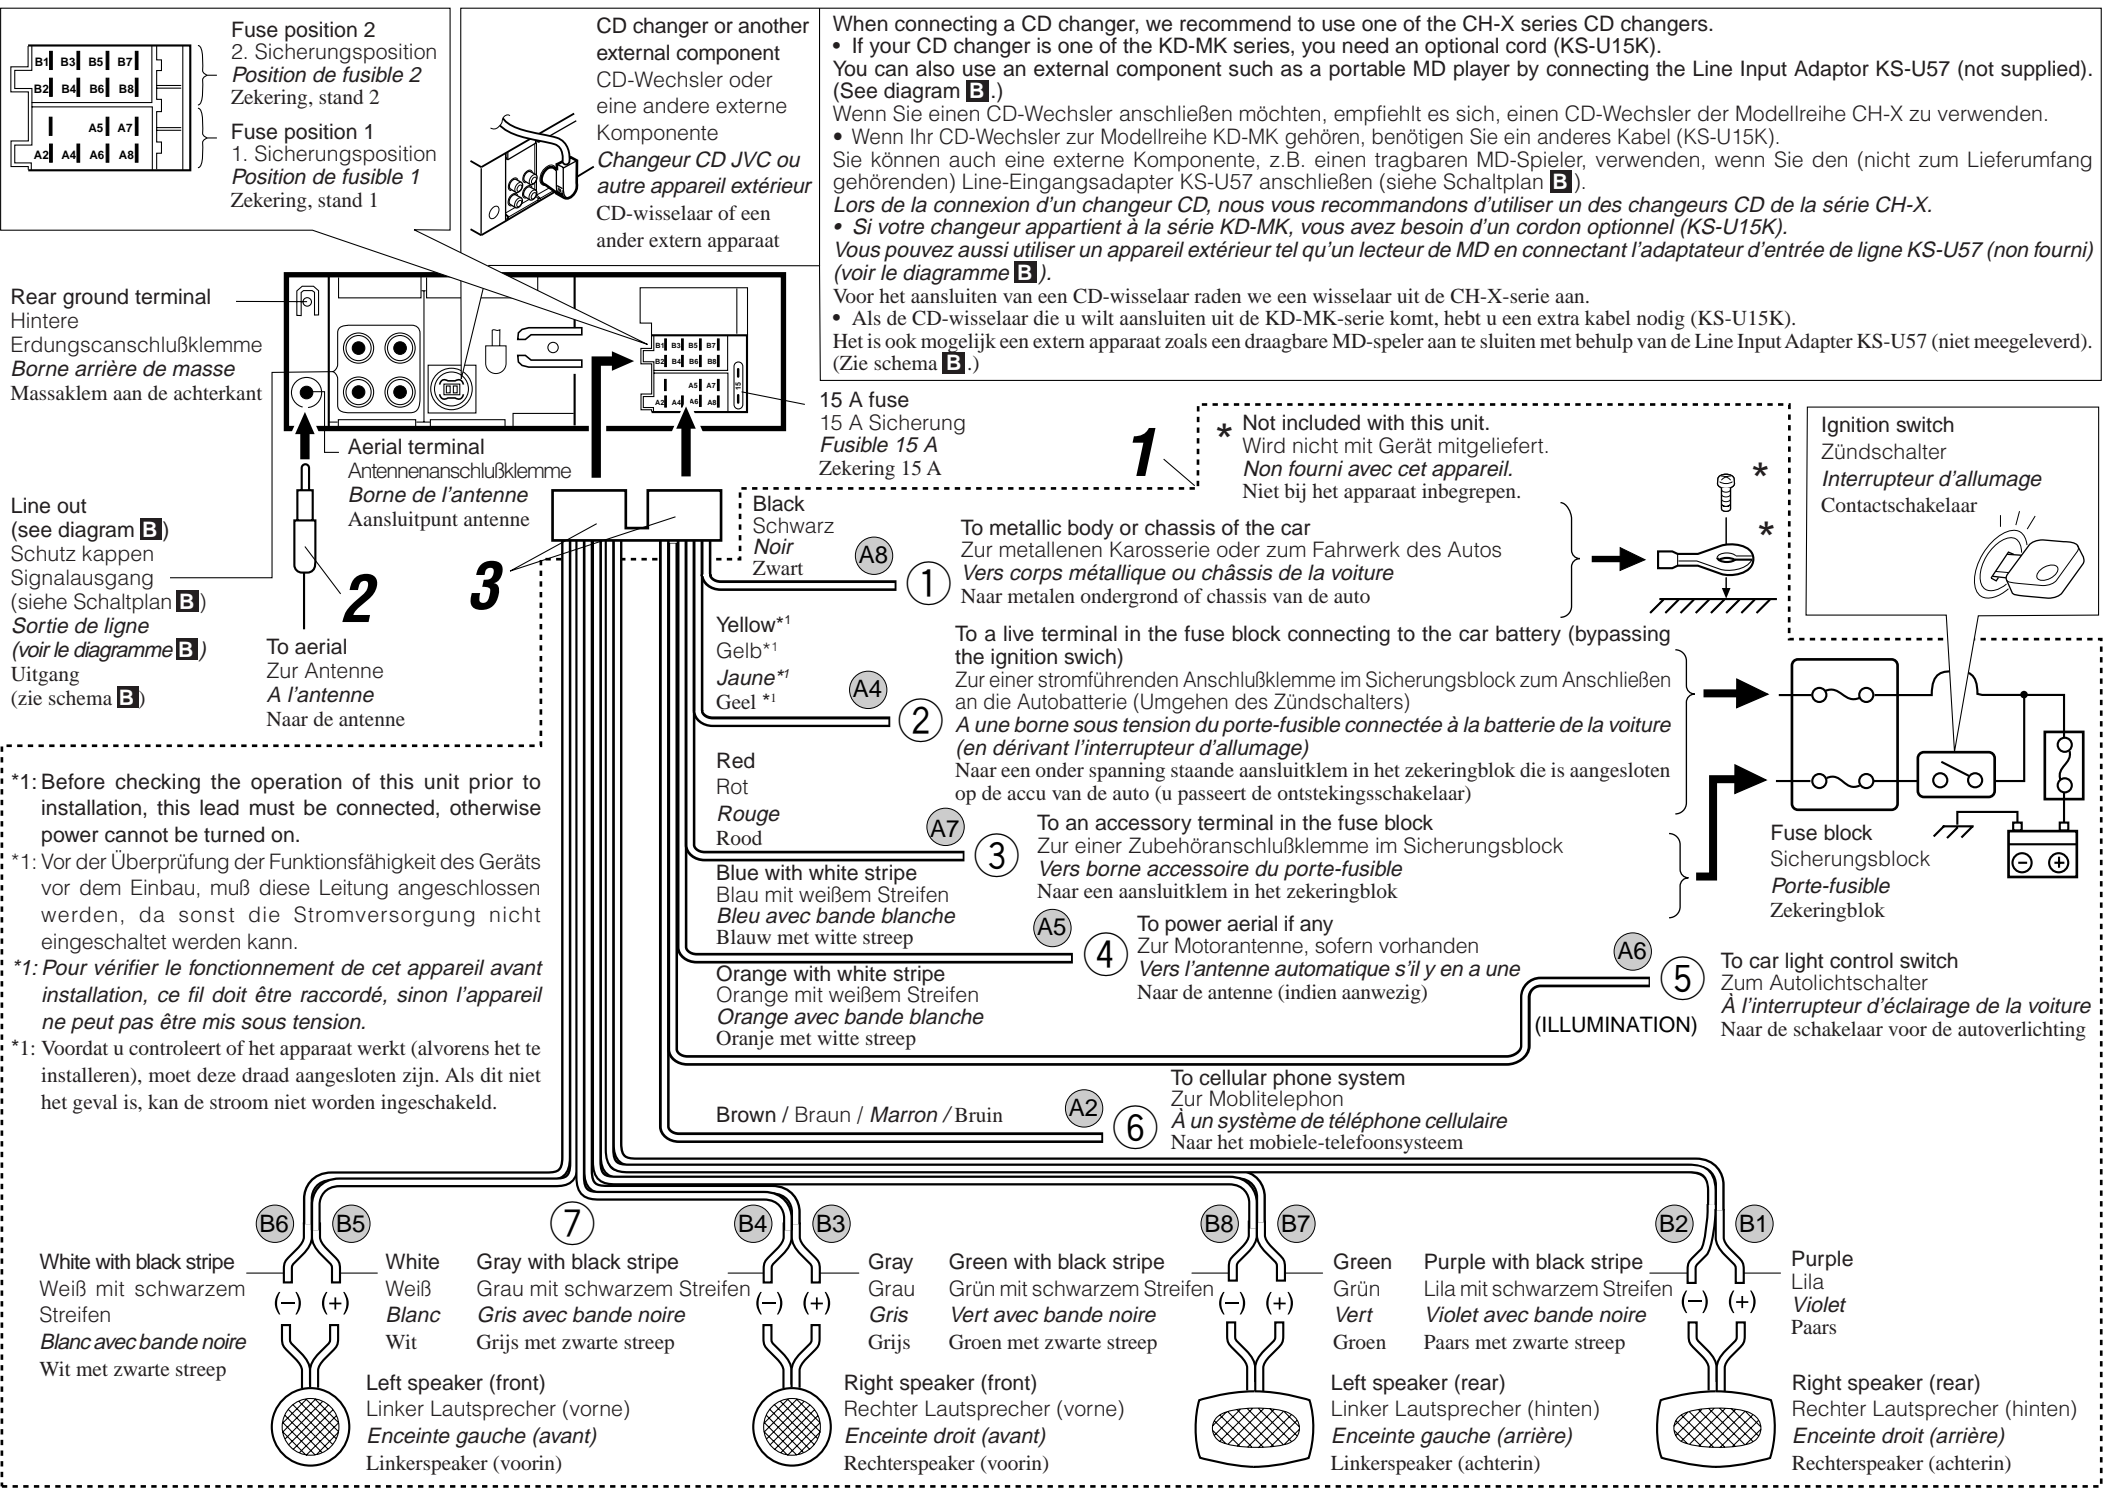 Fuse position 2
2. Sicherungsposition
Position de fusible 2
Zekering, stand 2
B1 B3 B5 B7
B2 B4 B6 B8
Fuse position 1
1. Sicherungsposition
Position de fusible 1
Zekering, stand 1
A5 A7
A2 A4 A6 A8
CD changer or another
external component
CD-Wechsler oder
eine andere externe
Komponente
Changeur CD JVC ou
autre appareil extérieur
CD-wisselaar of een
ander extern apparaat
When connecting a CD changer, we recommend to use one of the CH-X series CD changers.
• If your CD changer is one of the KD-MK series, you need an optional cord (KS-U15K).
You can also use an external component such as a portable MD player by connecting the Line Input Adaptor KS-U57 (not supplied).
(See diagram B.)
Wenn Sie einen CD-Wechsler anschließen möchten, empfiehlt es sich, einen CD-Wechsler der Modellreihe CH-X zu verwenden.
• Wenn Ihr CD-Wechsler zur Modellreihe KD-MK gehören, benötigen Sie ein anderes Kabel (KS-U15K).
Sie können auch eine externe Komponente, z.B. einen tragbaren MD-Spieler, verwenden, wenn Sie den (nicht zum Lieferumfang
gehörenden) Line-Eingangsadapter KS-U57 anschließen (siehe Schaltplan B).
Lors de la connexion d'un changeur CD, nous vous recommandons d'utiliser un des changeurs CD de la série CH-X.
• Si votre changeur appartient à la série KD-MK, vous avez besoin d'un cordon optionnel (KS-U15K).
Vous pouvez aussi utiliser un appareil extérieur tel qu'un lecteur de MD en connectant l'adaptateur d'entrée de ligne KS-U57 (non fourni)
(voir le diagramme B).
Voor het aansluiten van een CD-wisselaar raden we een wisselaar uit de CH-X-serie aan.
• Als de CD-wisselaar die u wilt aansluiten uit de KD-MK-serie komt, hebt u een extra kabel nodig (KS-U15K).
Het is ook mogelijk een extern apparaat zoals een draagbare MD-speler aan te sluiten met behulp van de Line Input Adapter KS-U57 (niet meegeleverd).
(Zie schema B.)
Rear ground terminal
Hintere
Erdungscanschlußklemme
Borne arrière de masse
Massaklem aan de achterkant
B1 B3 B5 B7
B2 B4 B6 B8
A5 A7
A2 A4 A6 A8
15
15 A fuse
15 A Sicherung
Fusible 15 A
Zekering 15 A
Aerial terminal
Antennenanschlußklemme
Borne de l'antenne
Aansluitpunt antenne
Line out
(see diagram B)
Schutz kappen
Signalausgang
(siehe Schaltplan B)
Sortie de ligne
(voir le diagramme B)
Uitgang
(zie schema B)
2
To aerial
Zur Antenne
A l'antenne
Naar de antenne
3
1
* Not included with this unit.
Wird nicht mit Gerät mitgeliefert.
Non fourni avec cet appareil.
Niet bij het apparaat inbegrepen.
*
*
Ignition switch
Zündschalter
Interrupteur d'allumage
Contactschakelaar
Black
Schwarz
Noir
Zwart
A8
1
To metallic body or chassis of the car
Zur metallenen Karosserie oder zum Fahrwerk des Autos
Vers corps métallique ou châssis de la voiture
Naar metalen ondergrond of chassis van de auto
Yellow*1
Gelb*1
Jaune*1
Geel *1
A4
2
To a live terminal in the fuse block connecting to the car battery (bypassing
the ignition swich)
Zur einer stromführenden Anschlußklemme im Sicherungsblock zum Anschließen
an die Autobatterie (Umgehen des Zündschalters)
A une borne sous tension du porte-fusible connectée à la batterie de la voiture
(en dérivant l'interrupteur d'allumage)
Naar een onder spanning staande aansluitklem in het zekeringblok die is aangesloten
op de accu van de auto (u passeert de ontstekingsschakelaar)
Red
Rot
Rouge
Rood
A7
3
To an accessory terminal in the fuse block
Zur einer Zubehöranschlußklemme im Sicherungsblock
Vers borne accessoire du porte-fusible
Naar een aansluitklem in het zekeringblok
Fuse block
Sicherungsblock
Porte-fusible
Zekeringblok
Blue with white stripe
Blau mit weißem Streifen
Bleu avec bande blanche
Blauw met witte streep
A5
4
To power aerial if any
Zur Motorantenne, sofern vorhanden
Vers l'antenne automatique s'il y en a une
Naar de antenne (indien aanwezig)
Orange with white stripe
Orange mit weißem Streifen
Orange avec bande blanche
Oranje met witte streep
A6
5
(ILLUMINATION)
To car light control switch
Zum Autolichtschalter
À l'interrupteur d'éclairage de la voiture
Naar de schakelaar voor de autoverlichting
Brown / Braun / Marron / Bruin
A2
6
To cellular phone system
Zur Moblitelephon
À un système de téléphone cellulaire
Naar het mobiele-telefoonsysteem
*1: Before checking the operation of this unit prior to
installation, this lead must be connected, otherwise
power cannot be turned on.
*1: Vor der Überprüfung der Funktionsfähigkeit des Geräts
vor dem Einbau, muß diese Leitung angeschlossen
werden, da sonst die Stromversorgung nicht
eingeschaltet werden kann.
*1: Pour vérifier le fonctionnement de cet appareil avant
installation, ce fil doit être raccordé, sinon l'appareil
ne peut pas être mis sous tension.
*1: Voordat u controleert of het apparaat werkt (alvorens het te
installeren), moet deze draad aangesloten zijn. Als dit niet
het geval is, kan de stroom niet worden ingeschakeld.
B6 B5
7
B4 B3
B8 B7
B2 B1
White with black stripe
Weiß mit schwarzem
Streifen
Blanc avec bande noire
Wit met zwarte streep
(−) (+)
White
Weiß
Blanc
Wit
Gray with black stripe
Grau mit schwarzem Streifen
Gris avec bande noire
Grijs met zwarte streep
(−) (+)
Gray
Grau
Gris
Grijs
Green with black stripe
Grün mit schwarzem Streifen
Vert avec bande noire
Groen met zwarte streep
(−) (+)
Green
Grün
Vert
Groen
Purple with black stripe
Lila mit schwarzem Streifen
Violet avec bande noire
Paars met zwarte streep
(−) (+)
Purple
Lila
Violet
Paars
Left speaker (front)
Linker Lautsprecher (vorne)
Enceinte gauche (avant)
Linkerspeaker (voorin)
Right speaker (front)
Rechter Lautsprecher (vorne)
Enceinte droit (avant)
Rechterspeaker (voorin)
Left speaker (rear)
Linker Lautsprecher (hinten)
Enceinte gauche (arrière)
Linkerspeaker (achterin)
Right speaker (rear)
Rechter Lautsprecher (hinten)
Enceinte droit (arrière)
Rechterspeaker (achterin)